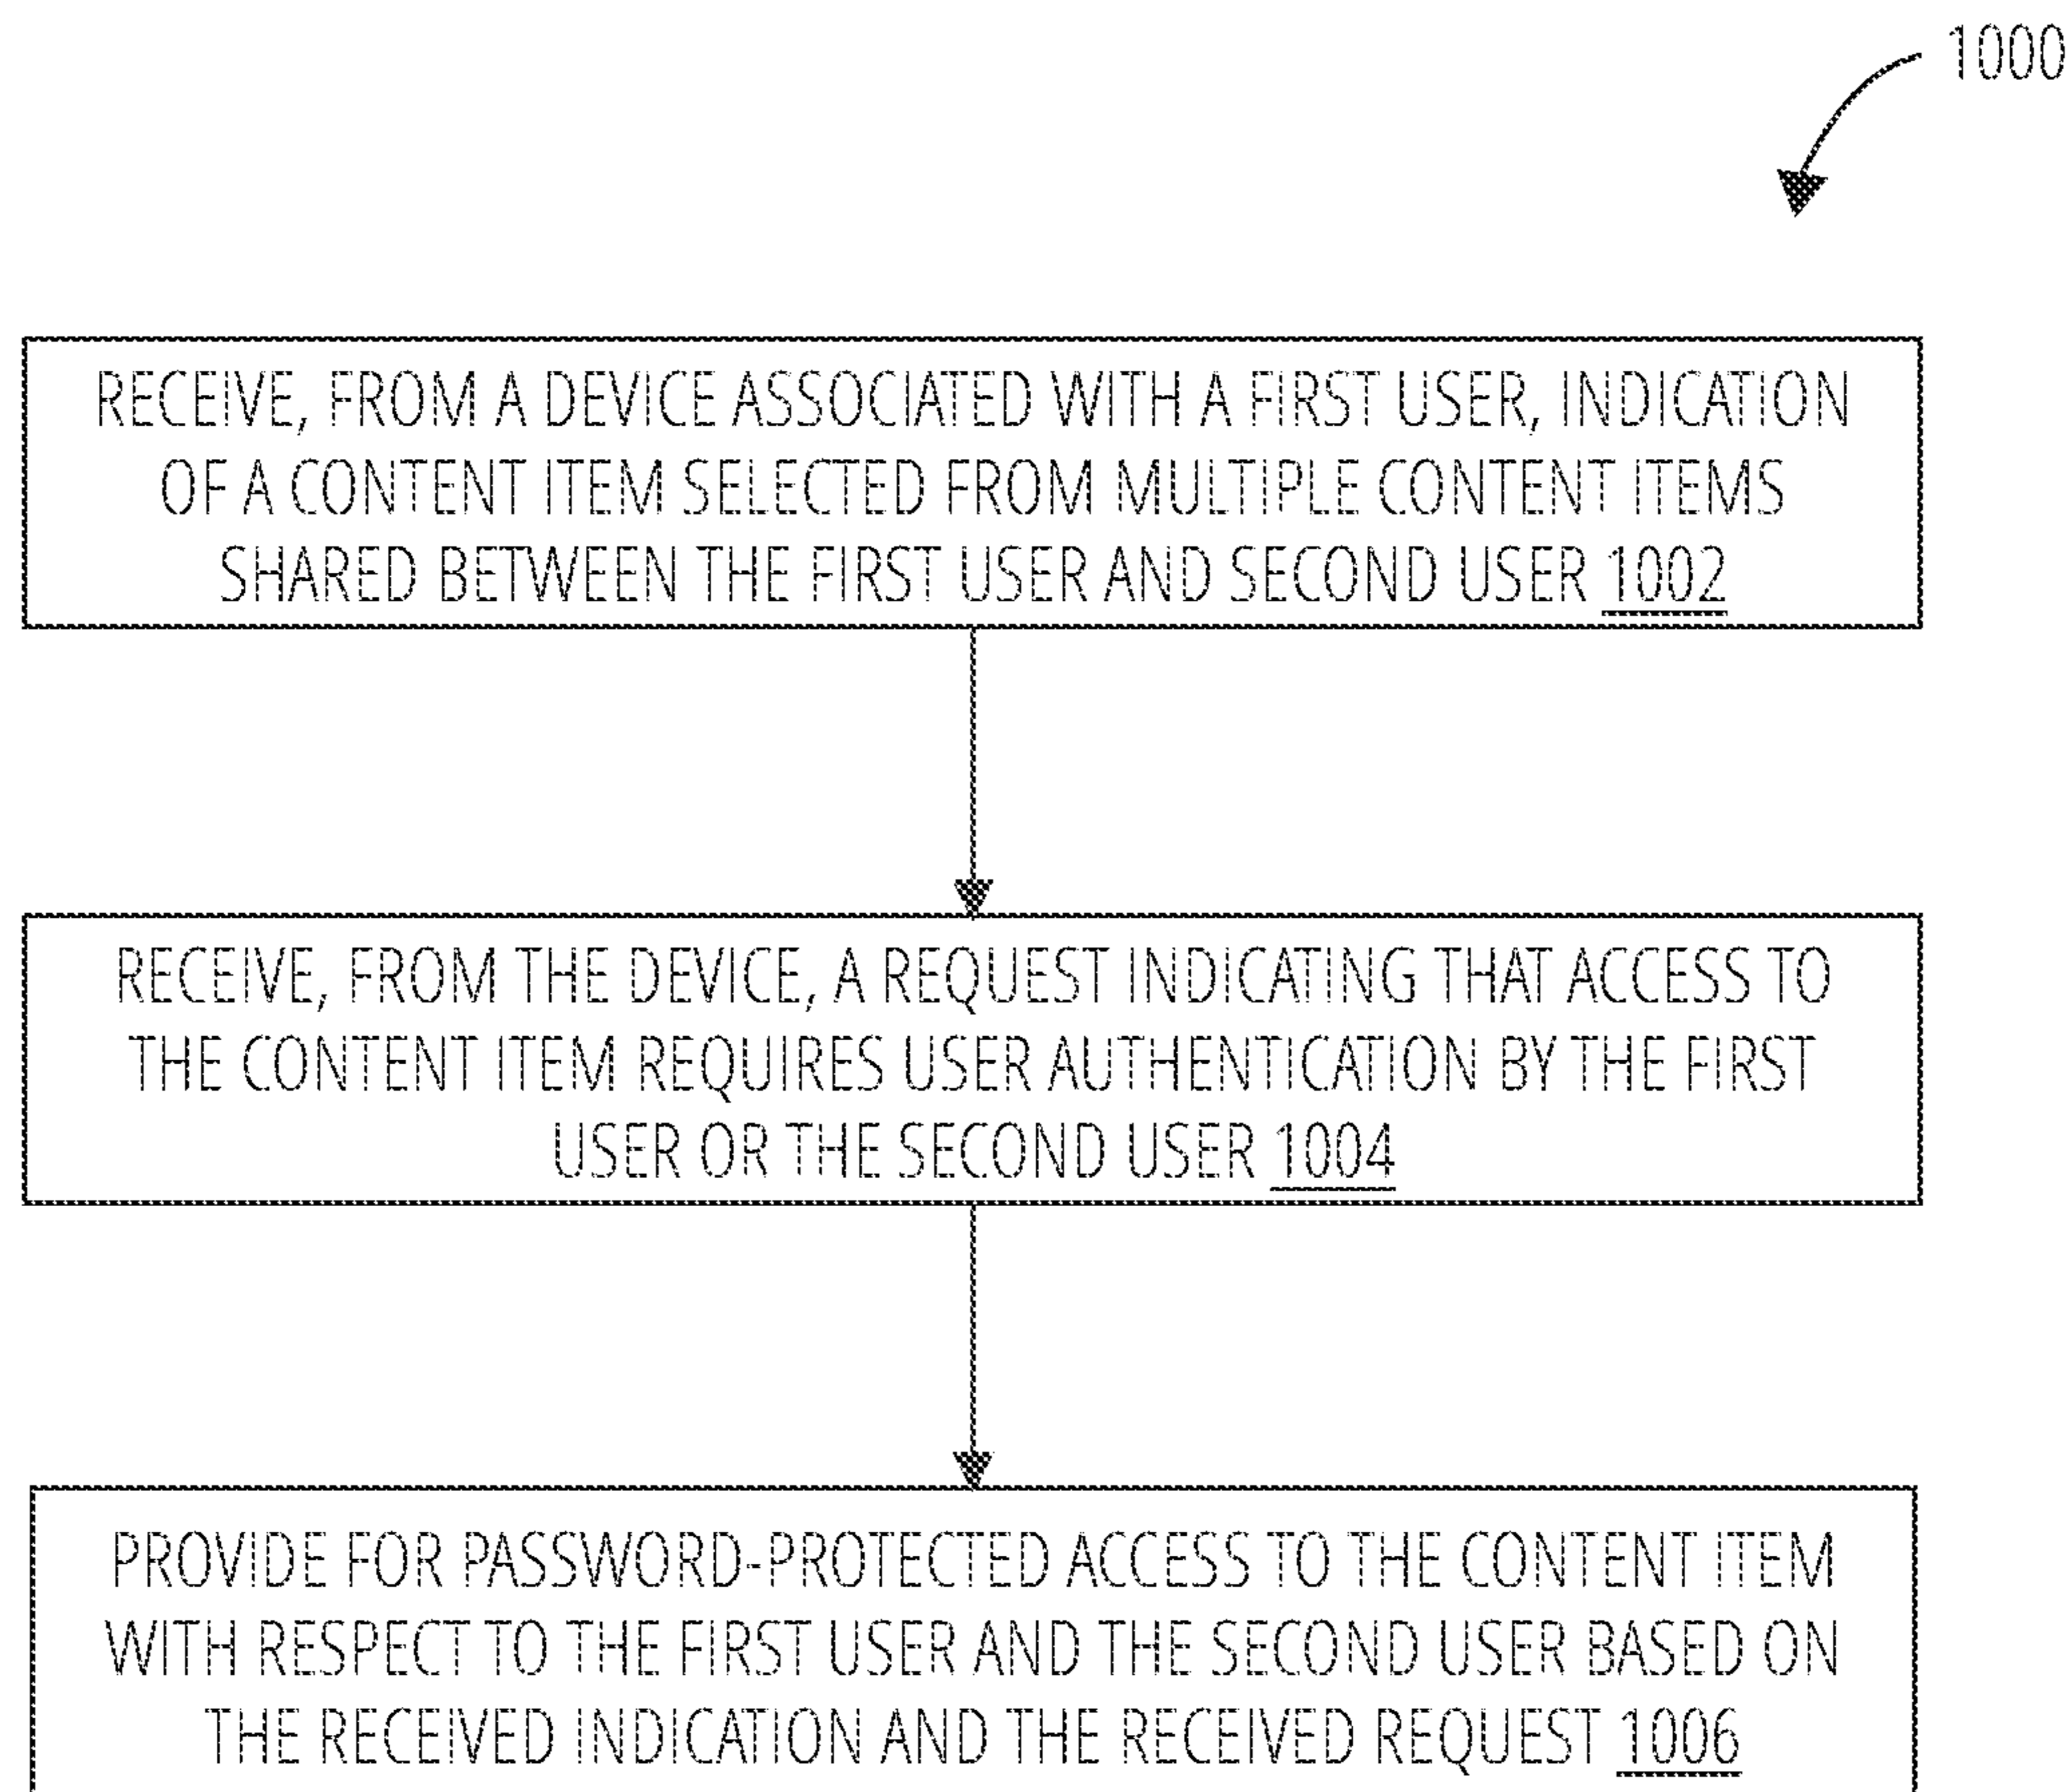 1000
RECEIVE, FROM A DEVICE ASSOCIATED WITH A FIRST USER, INDICATION
OF A CONTENT ITEM SELECTED FROM MULTIPLE CONTENT ITEMS
SHARED BETWEEN THE FIRST USER AND SECOND USER 1002
RECEIVE, FROM THE DEVICE, A REQUEST INDICATING THAT ACCESS TO
THE CONTENT ITEM REQUIRES USER AUTHENTICATION BY THE FIRST
USER OR THE SECOND USER 1004
PROVIDE FOR PASSWORD-PROTECTED ACCESS TO THE CONTENT ITEM
WITH RESPECT TO THE FIRST USER AND THE SECOND USER BASED ON
THE RECEIVED INDICATION AND THE RECEIVED REQUEST 1006